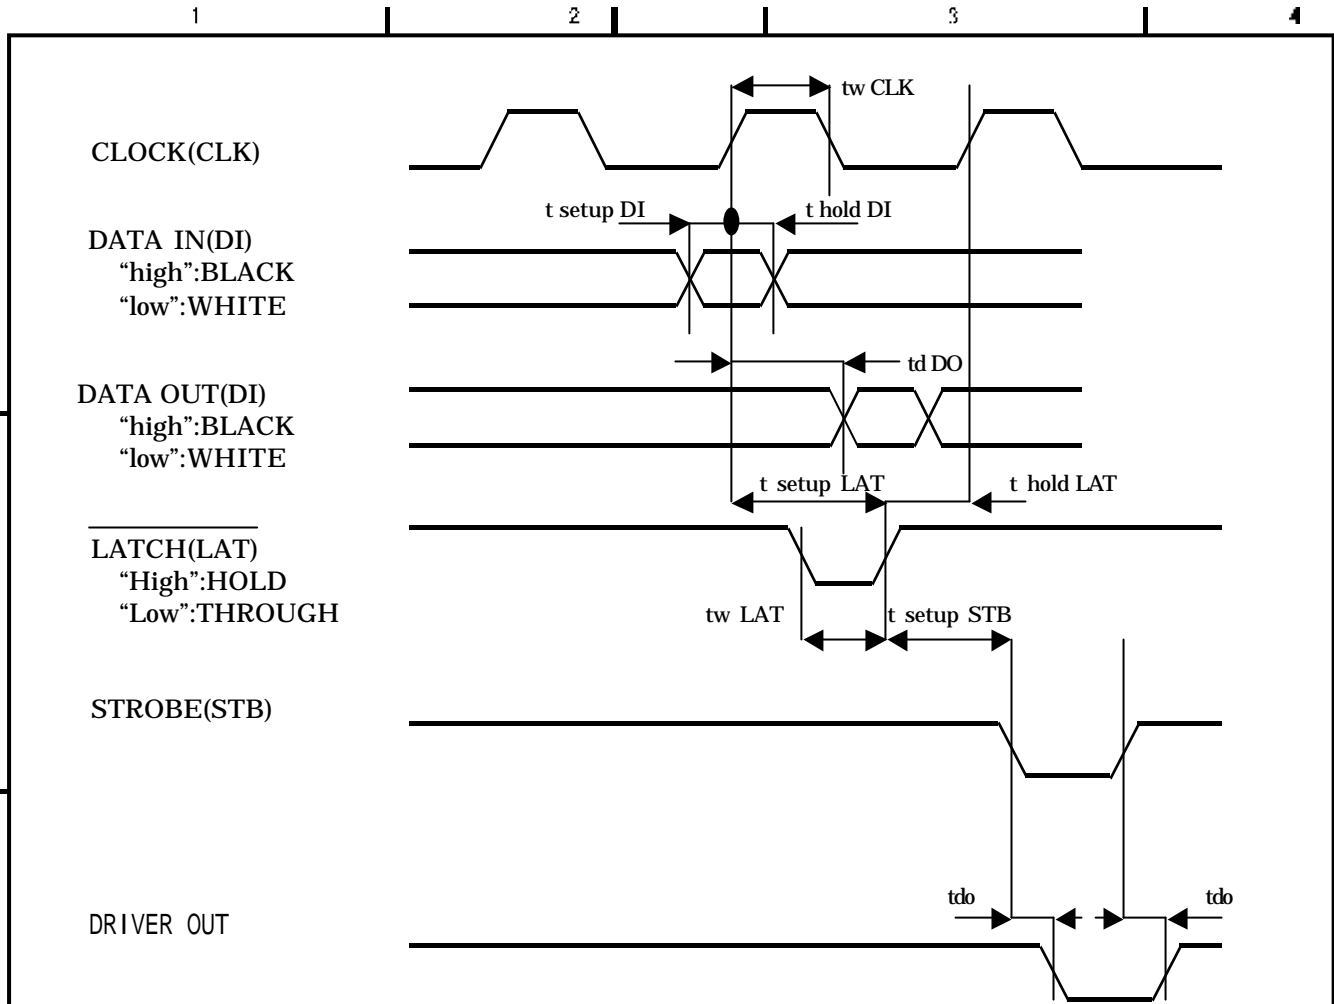 1 2 3 4
tw CLK
CLOCK(CLK)
t setup DI t hold DI
DATA IN(DI)
“high”:BLACK
“low”:WHITE
td DO
DATA OUT(DI)
“high”:BLACK
“low”:WHITE
t setup LAT t hold LAT
LATCH(LAT)
“High”:HOLD
“Low”:THROUGH
tw LAT t setup STB
STROBE(STB)
tdo tdo
DRIVER OUT